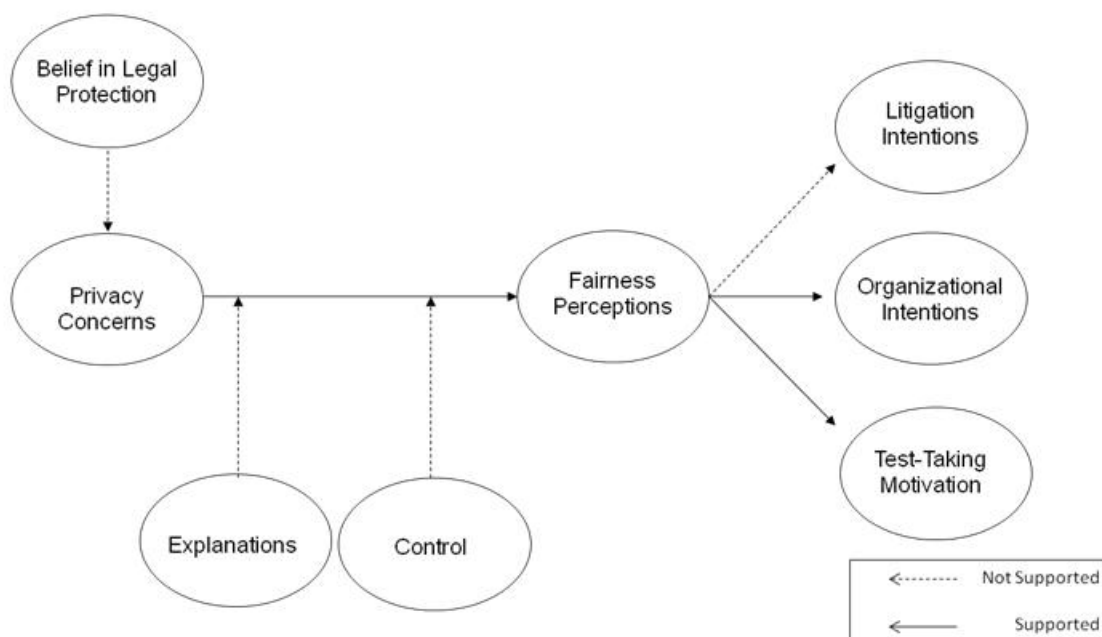 Belief in Legal
Protection
Litigation
Intentions
Privacy
Concerns
Fairness
Perceptions
Organizational
Intentions
Test-Taking
Motivation
Explanations
Control
Not Supported
Supported